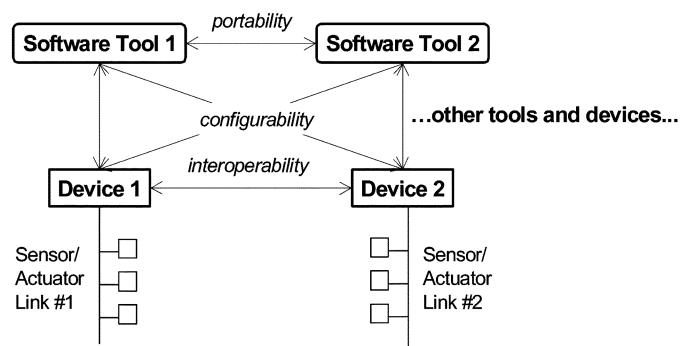 portability
Software Tool 1
Software Tool 2
configurability
...other tools and devices...
interoperability
Device 1
Device 2
Sensor/
Actuator
Link #1
Sensor/
Actuator
Link #2